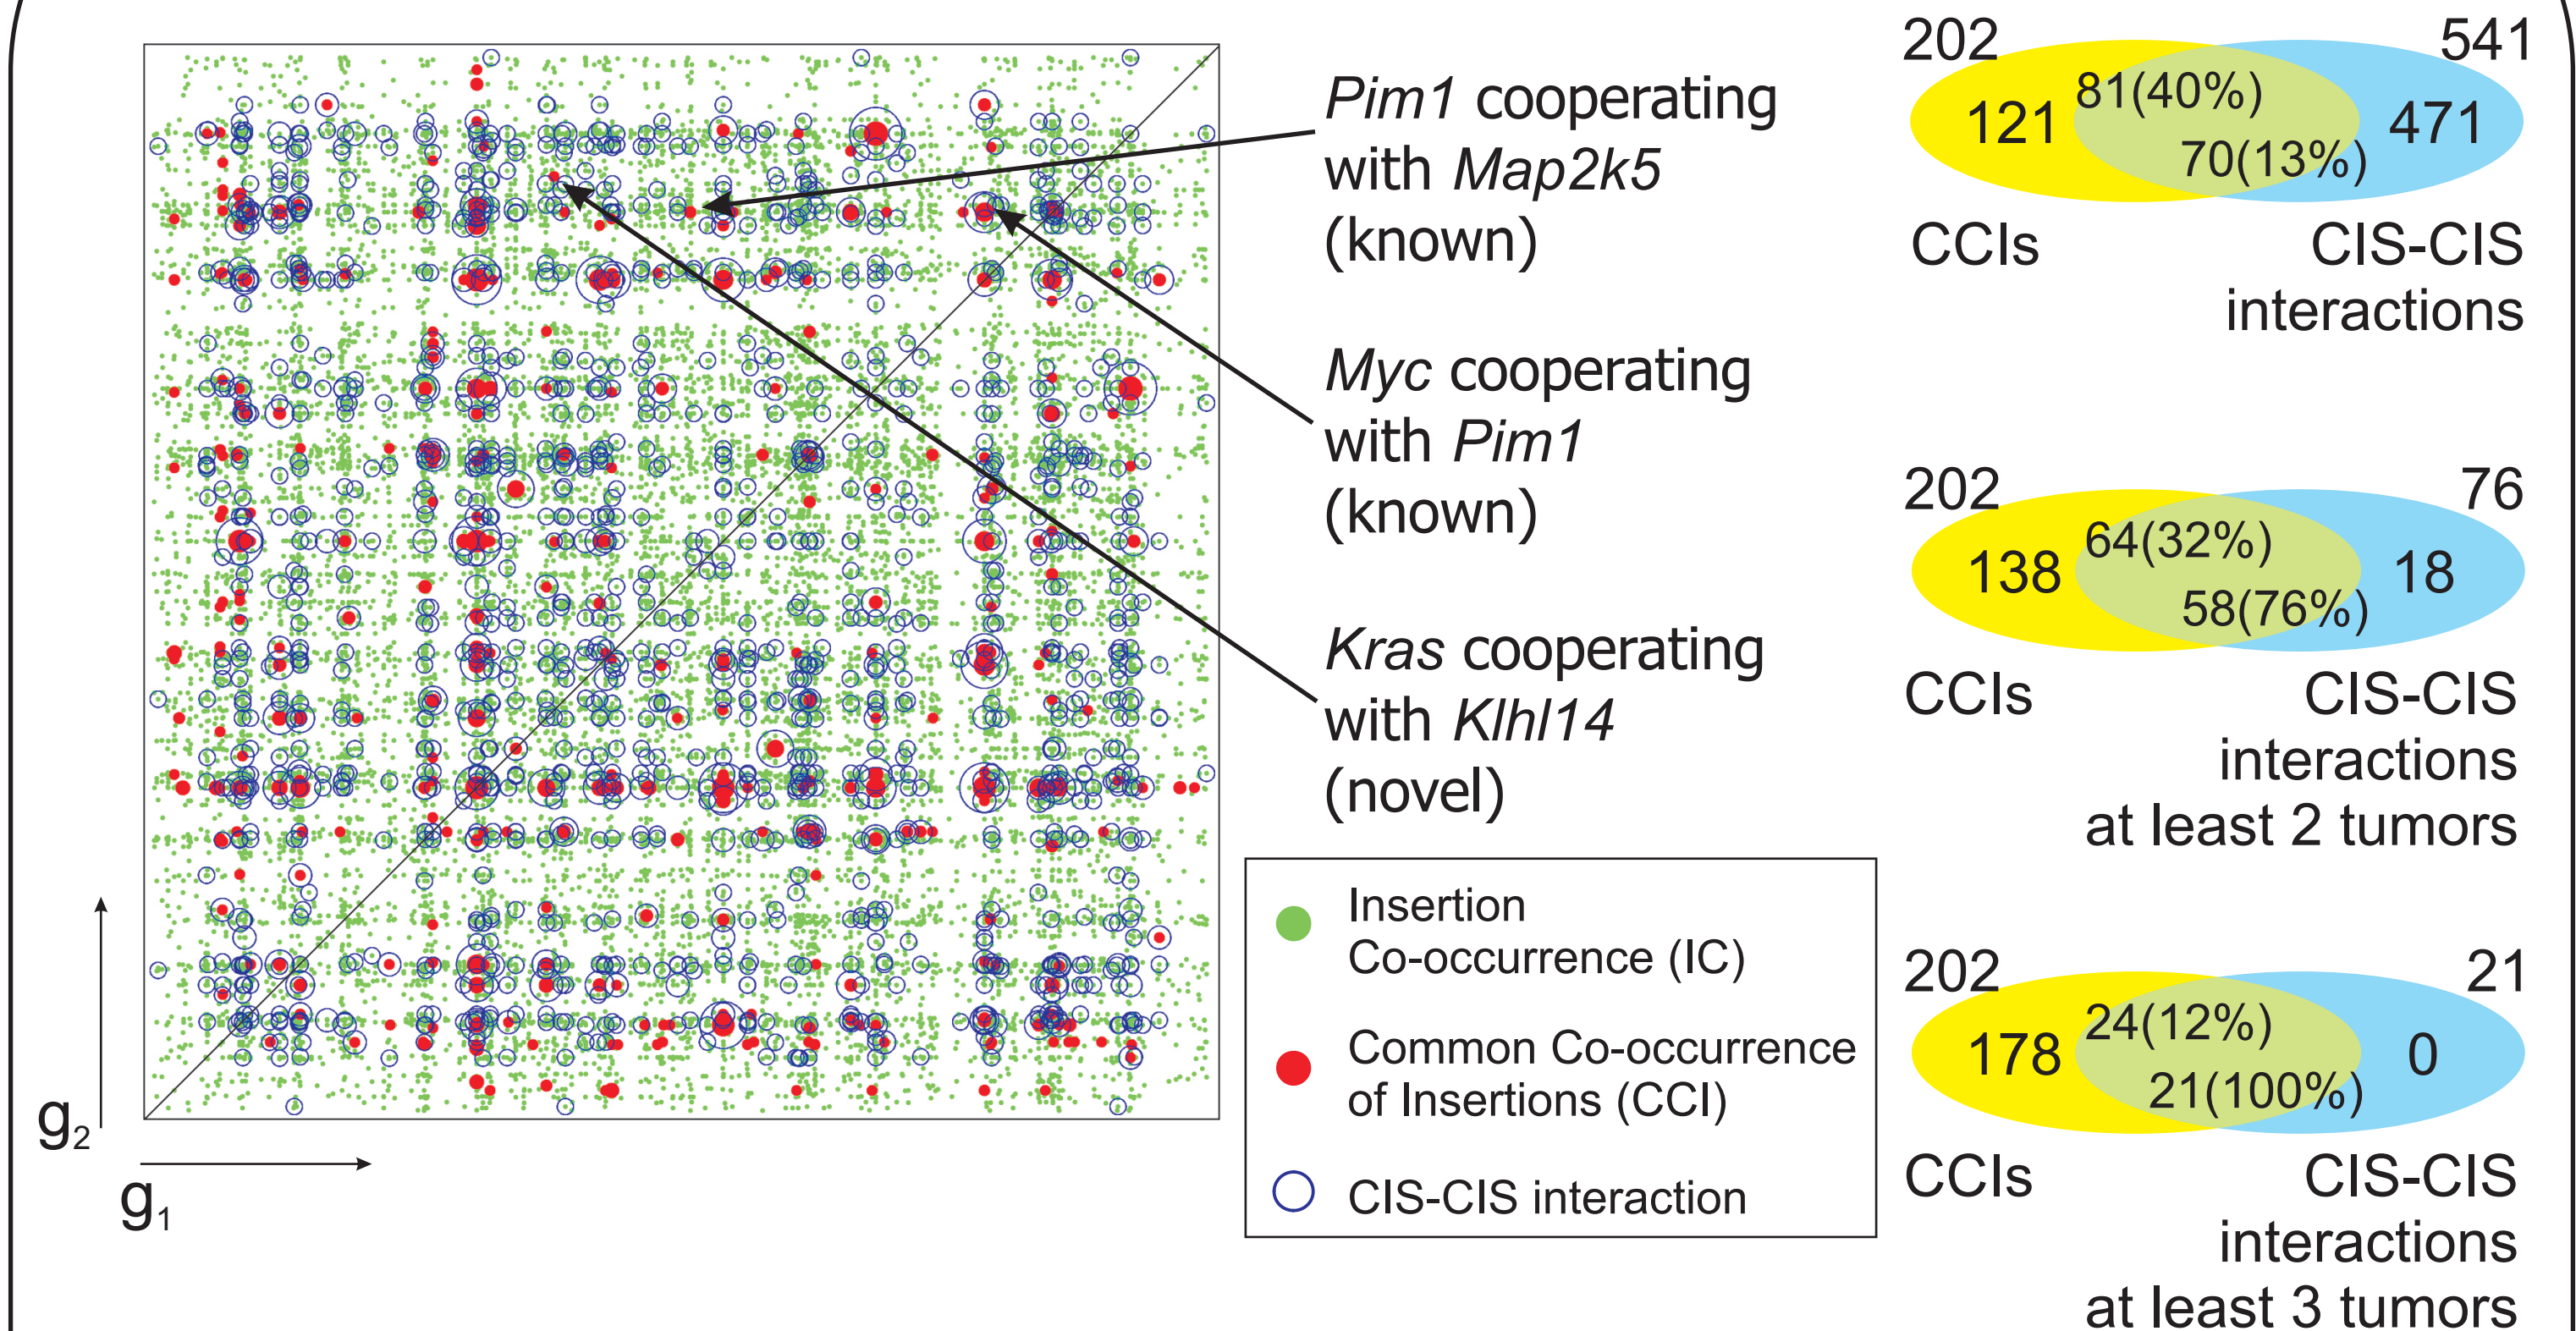 Pim1 cooperating
with Map2k5
(known)
Myc cooperating
with Pim1
(known)
Kras cooperating
with Klhl14
(novel)
g2
g1
Insertion
Co-occurrence (IC)
Common Co-occurrence
of Insertions (CCI)
CIS-CIS interaction
202
541
81(40%)
121
471
70(13%)
CCIs
CIS-CIS
interactions
202
76
64(32%)
138
18
58(76%)
CCIs
CIS-CIS
interactions
at least 2 tumors
202
21
24(12%)
178
0
21(100%)
CCIs
CIS-CIS
interactions
at least 3 tumors